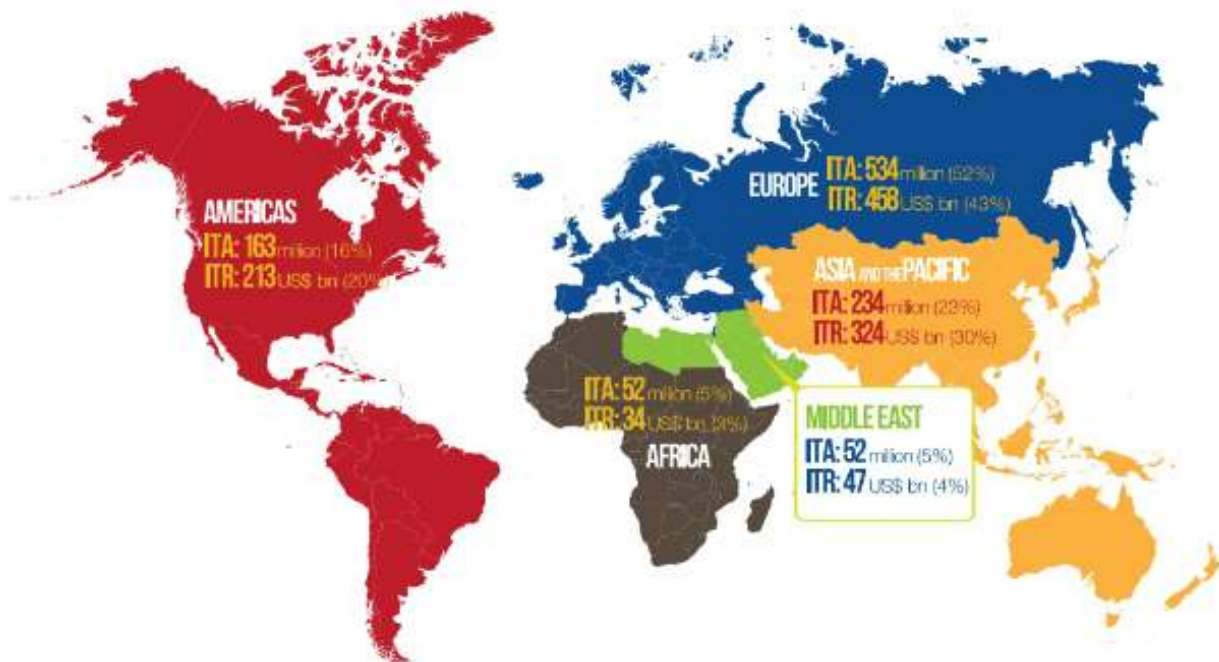 AMERICAS
ITA: 163 million (16%)
ITR: 213 US$ bn (20%)
EUROPE
ITA: 534 million (52%)
ITR: 458 US$ bn (43%)
ASIA AND THE PACIFIC
ITA: 234 million (23%)
ITR: 324 US$ bn (30%)
ITA: 52 million (5%)
ITR: 34 US$ bn (3%)
AFRICA
MIDDLE EAST
ITA: 52 million (5%)
ITR: 47 US$ bn (4%)